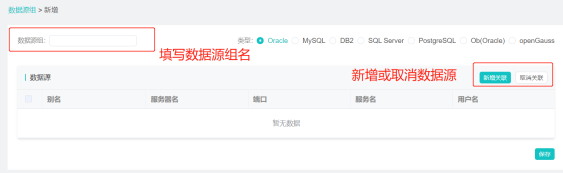 数据源组 > 新增
数据源组: 类型: Oracle MySQL DB2 SQL Server PostgreSQL Ob(Oracle) openGauss
填写数据源组名
新增或取消数据源
数据源 新增关联 取消关联
别名 服务器名 端口 服务名 用户名
暂无数据
保存